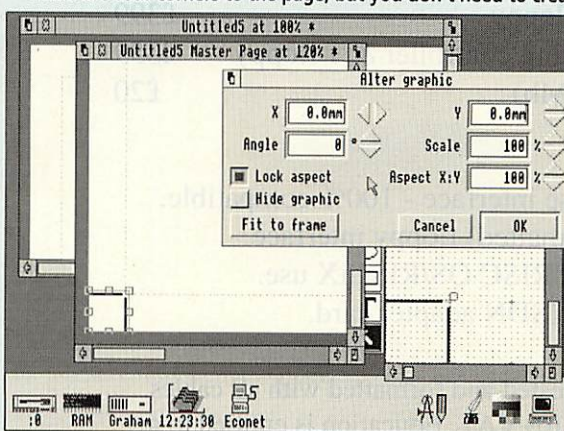 Untitled5 at 100% *
Untitled5 Master Page at 120% *
Alter graphic
X 0.0mm Y 0.0mm
Angle 0 ° Scale 100 %
Lock aspect Aspect X:Y 100 %
Hide graphic
Fit to frame Cancel OK
:0 RAM Graham 12:23:30 Econet